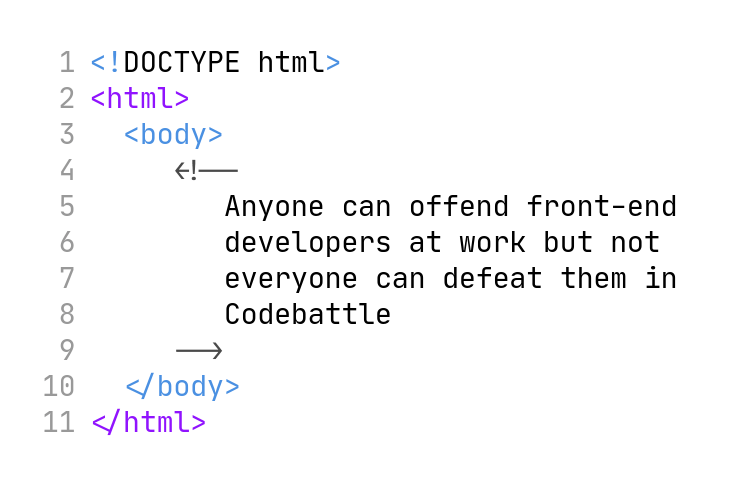 1 <!DOCTYPE html>
2 <html>
3 <body>
4 <!--
5 Anyone can offend front-end
6 developers at work but not
7 everyone can defeat them in
8 Codebattle
9 -->
10 </body>
11 </html>